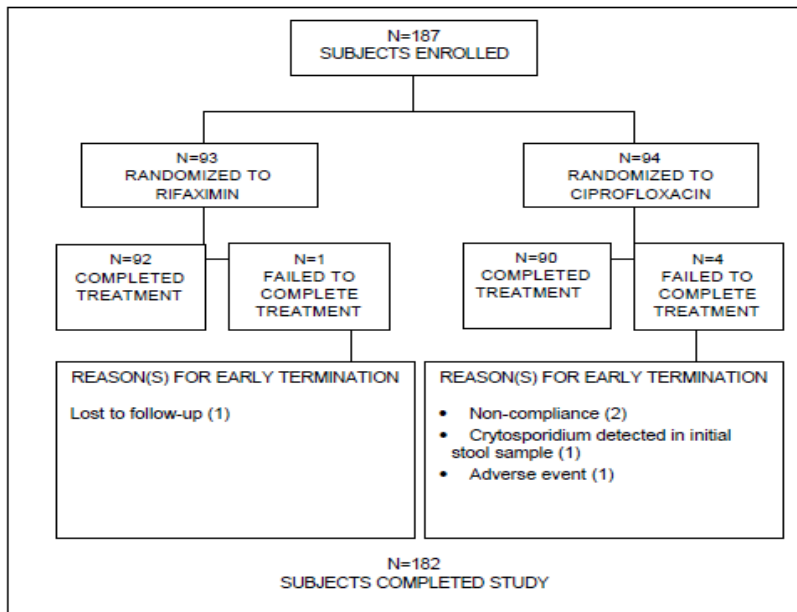 N=187
SUBJECTS ENROLLED
N=93
RANDOMIZED TO
RIFAXIMIN
N=94
RANDOMIZED TO
CIPROFLOXACIN
N=92
COMPLETED
TREATMENT
N=1
FAILED TO
COMPLETE
TREATMENT
N=90
COMPLETED
TREATMENT
N=4
FAILED TO
COMPLETE
TREATMENT
REASON(S) FOR EARLY TERMINATION
Lost to follow-up (1)
REASON(S) FOR EARLY TERMINATION
• Non-compliance (2)
• Crytosporidium detected in initial
stool sample (1)
• Adverse event (1)
N=182
SUBJECTS COMPLETED STUDY